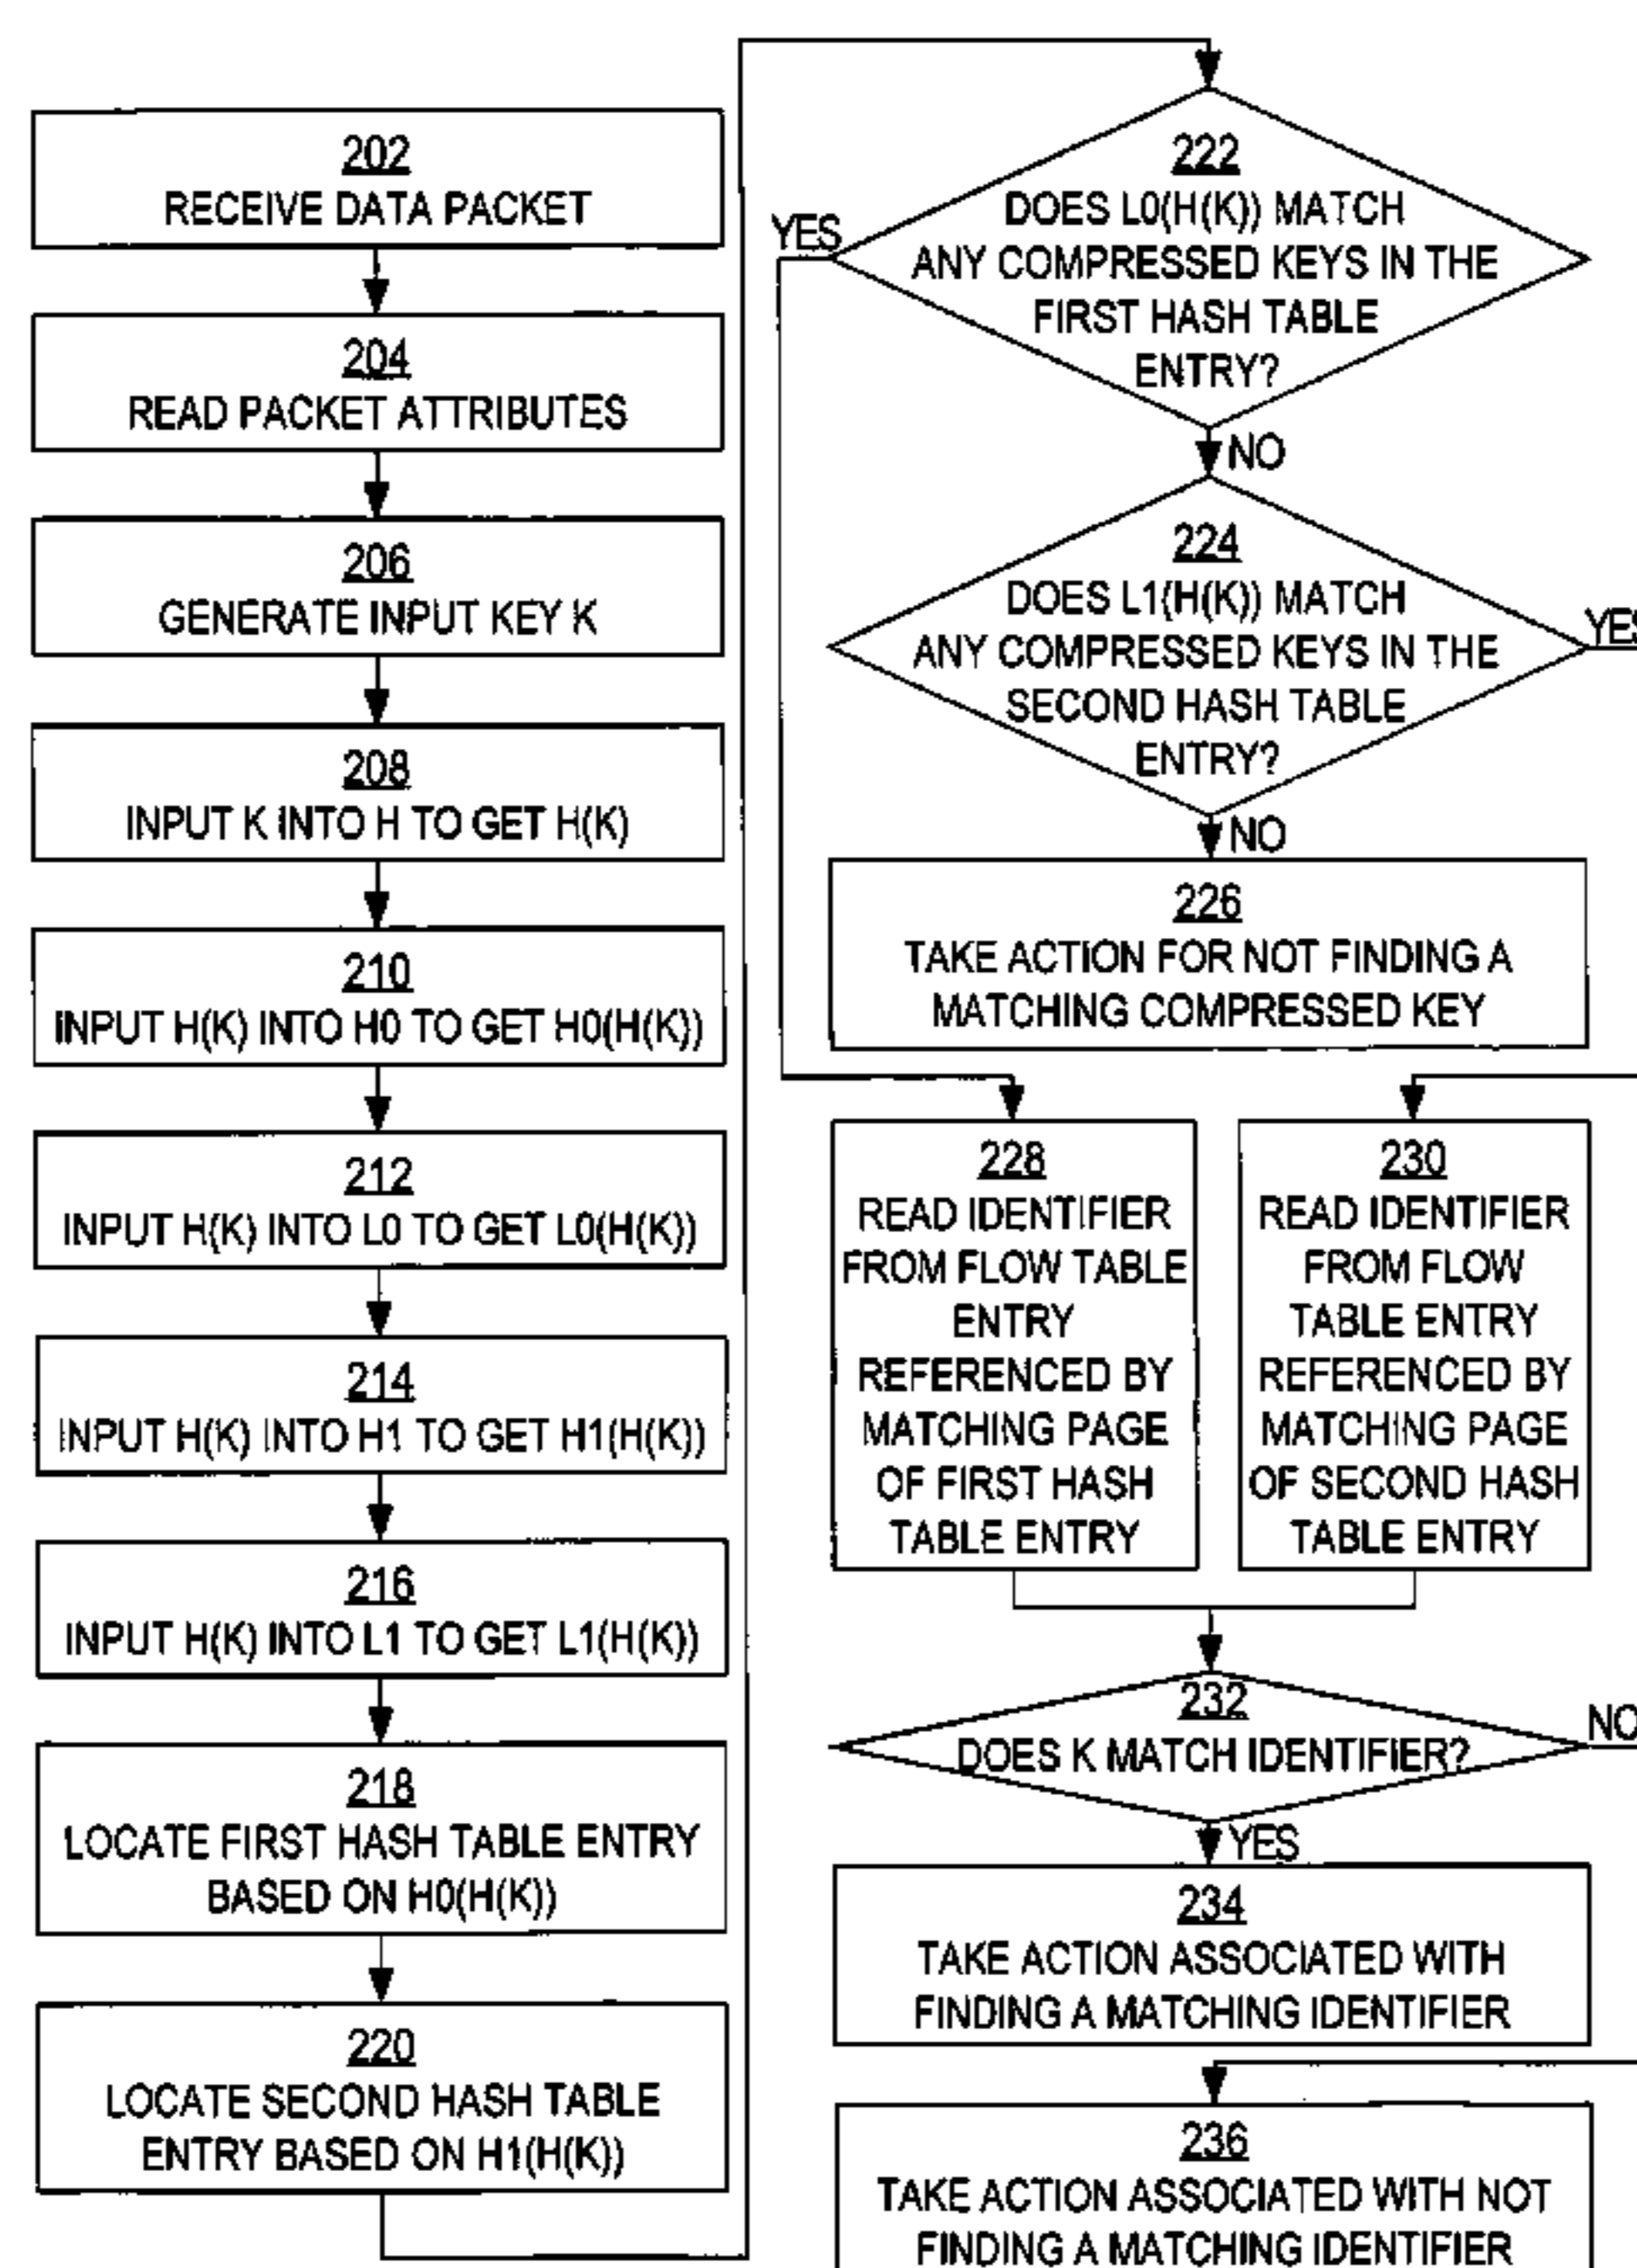 202
RECEIVE DATA PACKET
204
READ PACKET ATTRIBUTES
206
GENERATE INPUT KEY K
208
INPUT K INTO H TO GET H(K)
210
INPUT H(K) INTO H0 TO GET H0(H(K))
212
INPUT H(K) INTO L0 TO GET L0(H(K))
214
INPUT H(K) INTO H1 TO GET H1(H(K))
216
INPUT H(K) INTO L1 TO GET L1(H(K))
218
LOCATE FIRST HASH TABLE ENTRY
BASED ON H0(H(K))
220
LOCATE SECOND HASH TABLE
ENTRY BASED ON H1(H(K))
222
DOES L0(H(K)) MATCH
ANY COMPRESSED KEYS IN THE
FIRST HASH TABLE
ENTRY?
YES
NO
224
DOES L1(H(K)) MATCH
ANY COMPRESSED KEYS IN THE
SECOND HASH TABLE
ENTRY?
YES
NO
226
TAKE ACTION FOR NOT FINDING A
MATCHING COMPRESSED KEY
228
READ IDENTIFIER
FROM FLOW TABLE
ENTRY
REFERENCED BY
MATCHING PAGE
OF FIRST HASH
TABLE ENTRY
230
READ IDENTIFIER
FROM FLOW
TABLE ENTRY
REFERENCED BY
MATCHING PAGE
OF SECOND HASH
TABLE ENTRY
232
DOES K MATCH IDENTIFIER?
NO
YES
234
TAKE ACTION ASSOCIATED WITH
FINDING A MATCHING IDENTIFIER
236
TAKE ACTION ASSOCIATED WITH NOT
FINDING A MATCHING IDENTIFIER